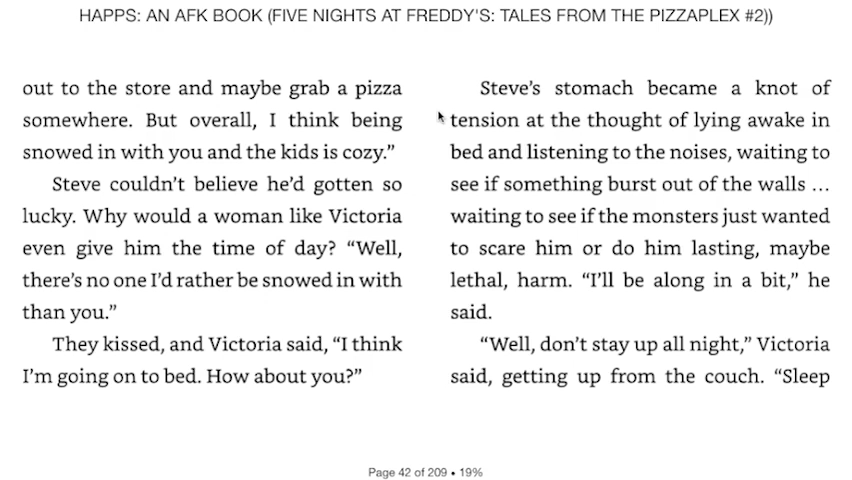 HAPPS: AN AFK BOOK (FIVE NIGHTS AT FREDDY'S: TALES FROM THE PIZZAPLEX #2))
out to the store and maybe grab a pizza
somewhere. But overall, I think being
snowed in with you and the kids is cozy.”
Steve couldn’t believe he’d gotten so
lucky. Why would a woman like Victoria
even give him the time of day? “Well,
there’s no one I’d rather be snowed in with
than you.”
They kissed, and Victoria said, “I think
I’m going on to bed. How about you?”
Steve’s stomach became a knot of
tension at the thought of lying awake in
bed and listening to the noises, waiting to
see if something burst out of the walls …
waiting to see if the monsters just wanted
to scare him or do him lasting, maybe
lethal, harm. “I’ll be along in a bit,” he
said.
“Well, don’t stay up all night,” Victoria
said, getting up from the couch. “Sleep
Page 42 of 209 • 19%